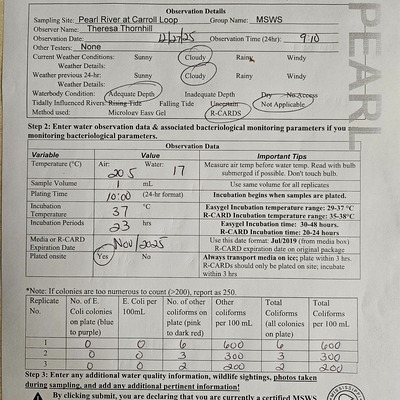 Observation Details
Sampling Site: Pearl River at Carroll Loop Group Name: MSWS
Observer Name: Theresa Thornhill
Observation Date: 12/27/25 Observation Time (24hr): 9:10
Other Testers: None
Current Weather Conditions: Sunny Cloudy Rainy Windy
Weather Details:
Weather previous 24-hr: Sunny Cloudy Rainy Windy
Weather Details:
Waterbody Condition: Adequate Depth Inadequate Depth Dry No Access
Tidally Influenced Rivers: Rising Tide Falling Tide Uncertain Not Applicable
Method used: Micrology Easy Gel R-CARDS
PEARL
Step 2: Enter water observation data & associated bacteriological monitoring parameters if you
monitoring bacteriological parameters.
Observation Data
Variable Value Important Tips
Temperature (°C) Air: 20.5 Water: 17 Measure air temp before water temp. Read with bulb submerged if possible. Don't touch bulb.
Sample Volume 1 mL Use same volume for all replicates
Plating Time 10:00 (24-hr format) Incubation begins when samples are plated.
Incubation Temperature 37 °C Easygel Incubation temperature range: 29-37 °C
R-CARD Incubation temperature range: 35-38°C
Incubation Periods 23 hrs Easygel Incubation time: 30-48 hours.
R-CARD Incubation time: 20-24 hours
Media or R-CARD Expiration Date Nov/2025 Use this date format: Jul/2019 (from media box)
R-CARD expiration date on original package
Plated onsite Yes No Always transport media on ice; plate within 3 hrs.
R-CARDs should only be plated on site; incubate within 3 hrs
*Note: If colonies are too numerous to count (>200), report as 250.
Replicate No. No. of E. Coli colonies on plate (blue to purple) E. Coli per 100mL No. of other coliforms on plate (pink to dark red) Other coliforms per 100 mL Total Coliforms (all colonies on plate) Total Coliforms per 100 mL
1 0 0 6 600 6 600
2 0 0 3 300 3 300
3 0 0 2 200 2 200
Step 3: Enter any additional water quality information, wildlife sightings, photos taken
during sampling, and add any additional pertinent information!
By clicking submit, you are declaring that you are currently a certified MSWS